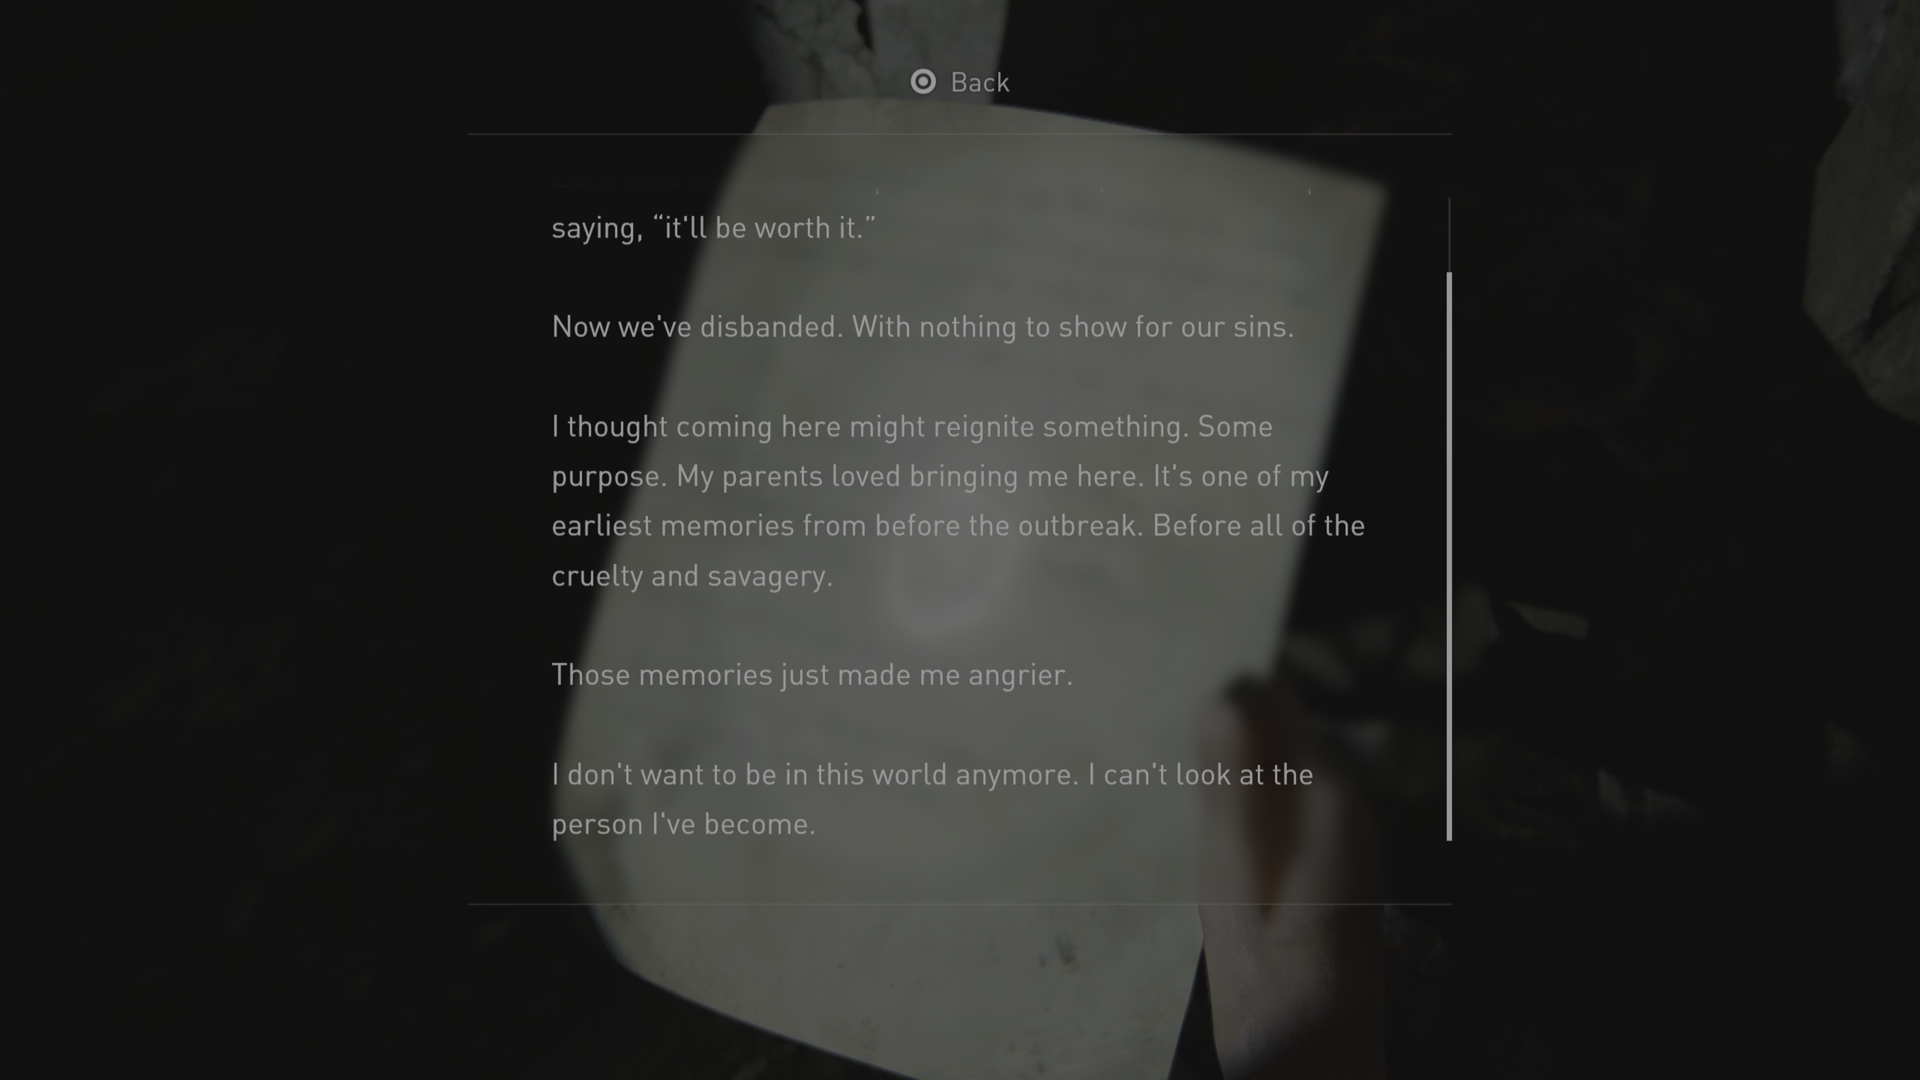 Back
saying, “it'll be worth it.”
Now we've disbanded. With nothing to show for our sins.
I thought coming here might reignite something. Some
purpose. My parents loved bringing me here. It's one of my
earliest memories from before the outbreak. Before all of the
cruelty and savagery.
Those memories just made me angrier.
I don't want to be in this world anymore. I can't look at the
person I've become.